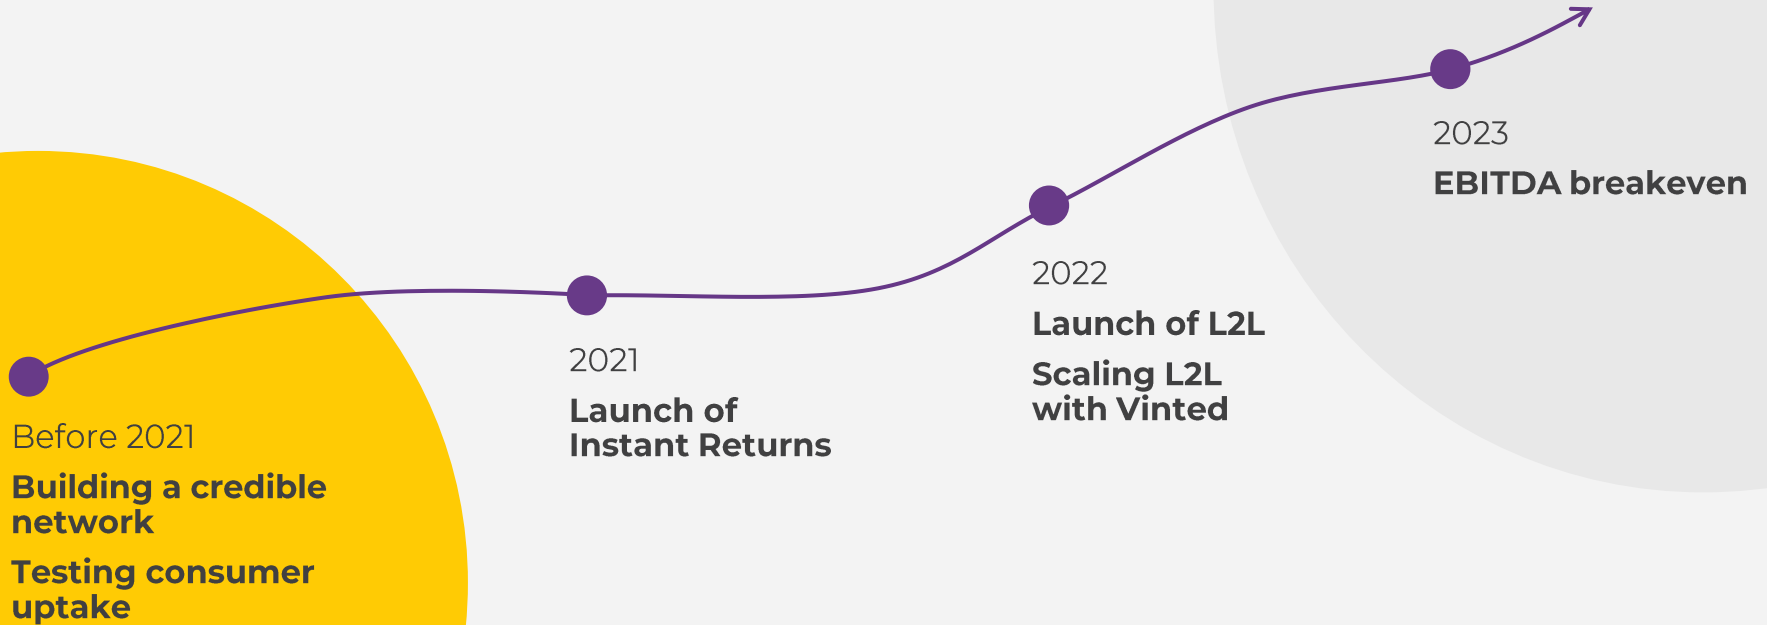 Before 2021
Building a credible
network
Testing consumer
uptake
2021
Launch of
Instant Returns
2022
Launch of L2L
Scaling L2L
with Vinted
2023
EBITDA breakeven